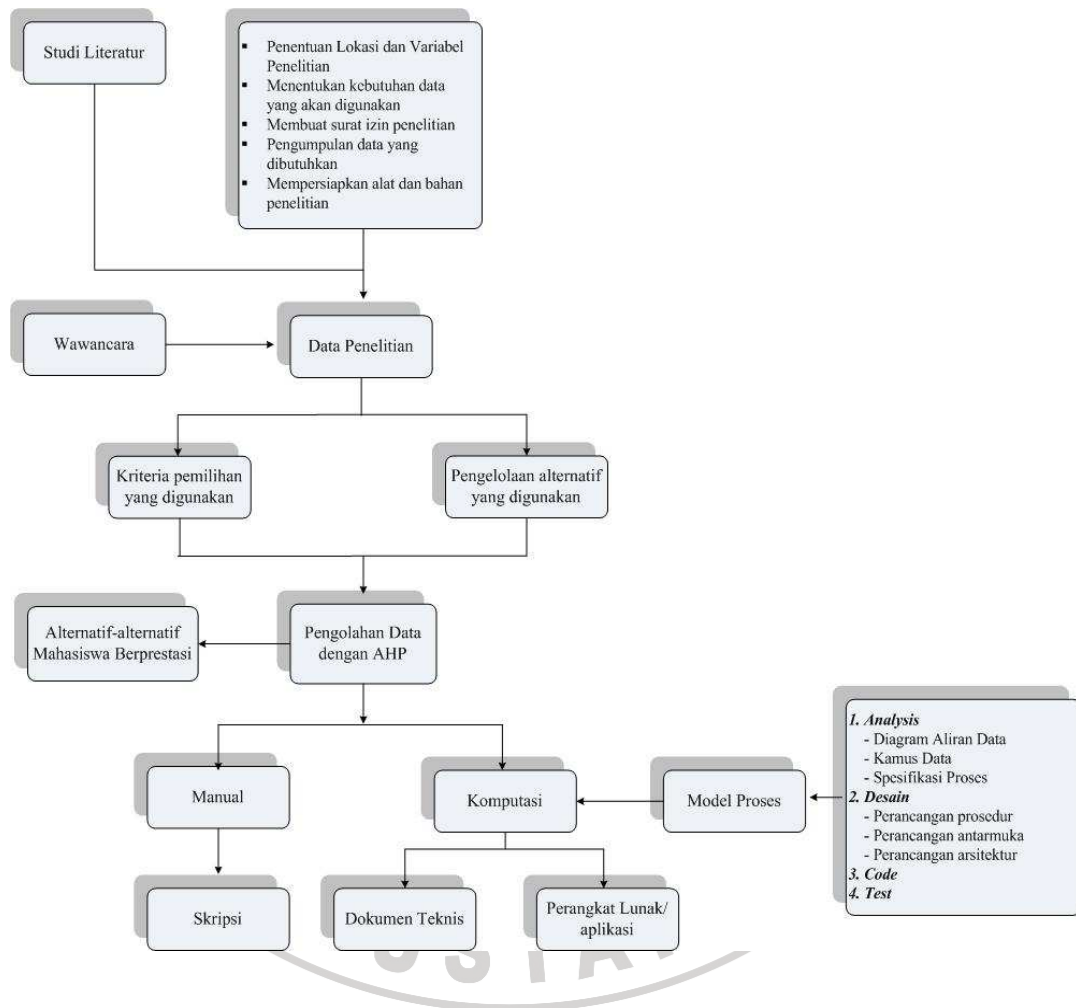 Studi Literatur
▪ Penentuan Lokasi dan Variabel
Penelitian
▪ Menentukan kebutuhan data
yang akan digunakan
▪ Membuat surat izin penelitian
▪ Pengumpulan data yang
dibutuhkan
▪ Mempersiapkan alat dan bahan
penelitian
Wawancara
Data Penelitian
Kriteria pemilihan
yang digunakan
Pengelolaan alternatif
yang digunakan
Alternatif-alternatif
Mahasiswa Berprestasi
Pengolahan Data
dengan AHP
Manual
Komputasi
Model Proses
1. Analysis
- Diagram Aliran Data
- Kamus Data
- Spesifikasi Proses
2. Desain
- Perancangan prosedur
- Perancangan antarmuka
- Perancangan arsitektur
3. Code
4. Test
Skripsi
Dokumen Teknis
Perangkat Lunak/
aplikasi